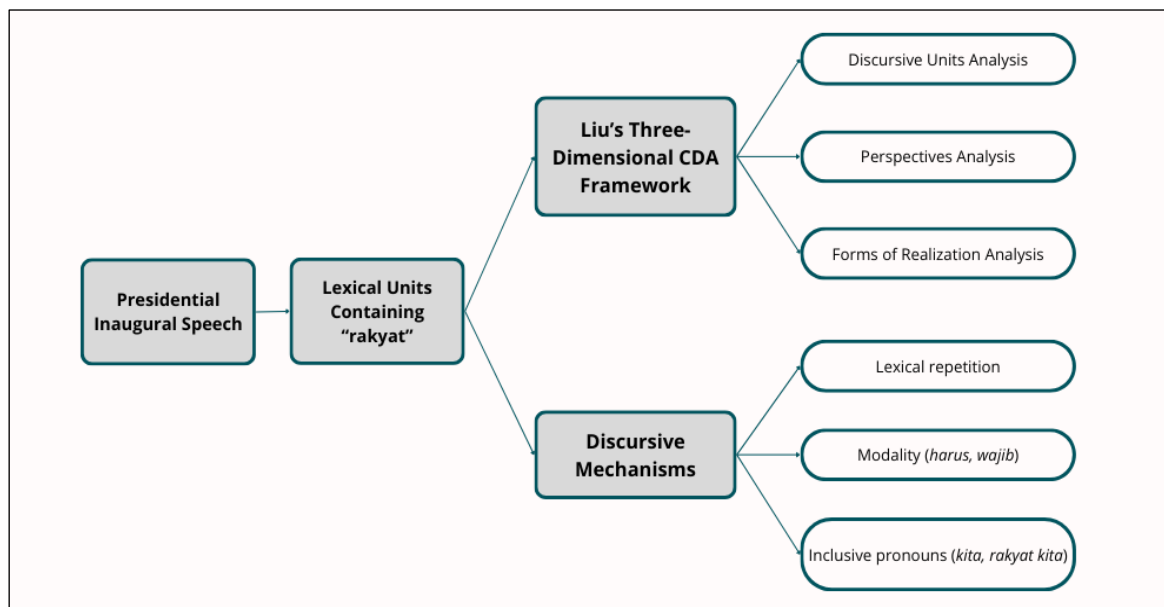 Presidential
Inaugural Speech
Lexical Units
Containing
“rakyat”
Liu’s Three-
Dimensional CDA
Framework
Discursive Units Analysis
Perspectives Analysis
Forms of Realization Analysis
Discursive
Mechanisms
Lexical repetition
Modality (harus, wajib)
Inclusive pronouns (kita, rakyat kita)